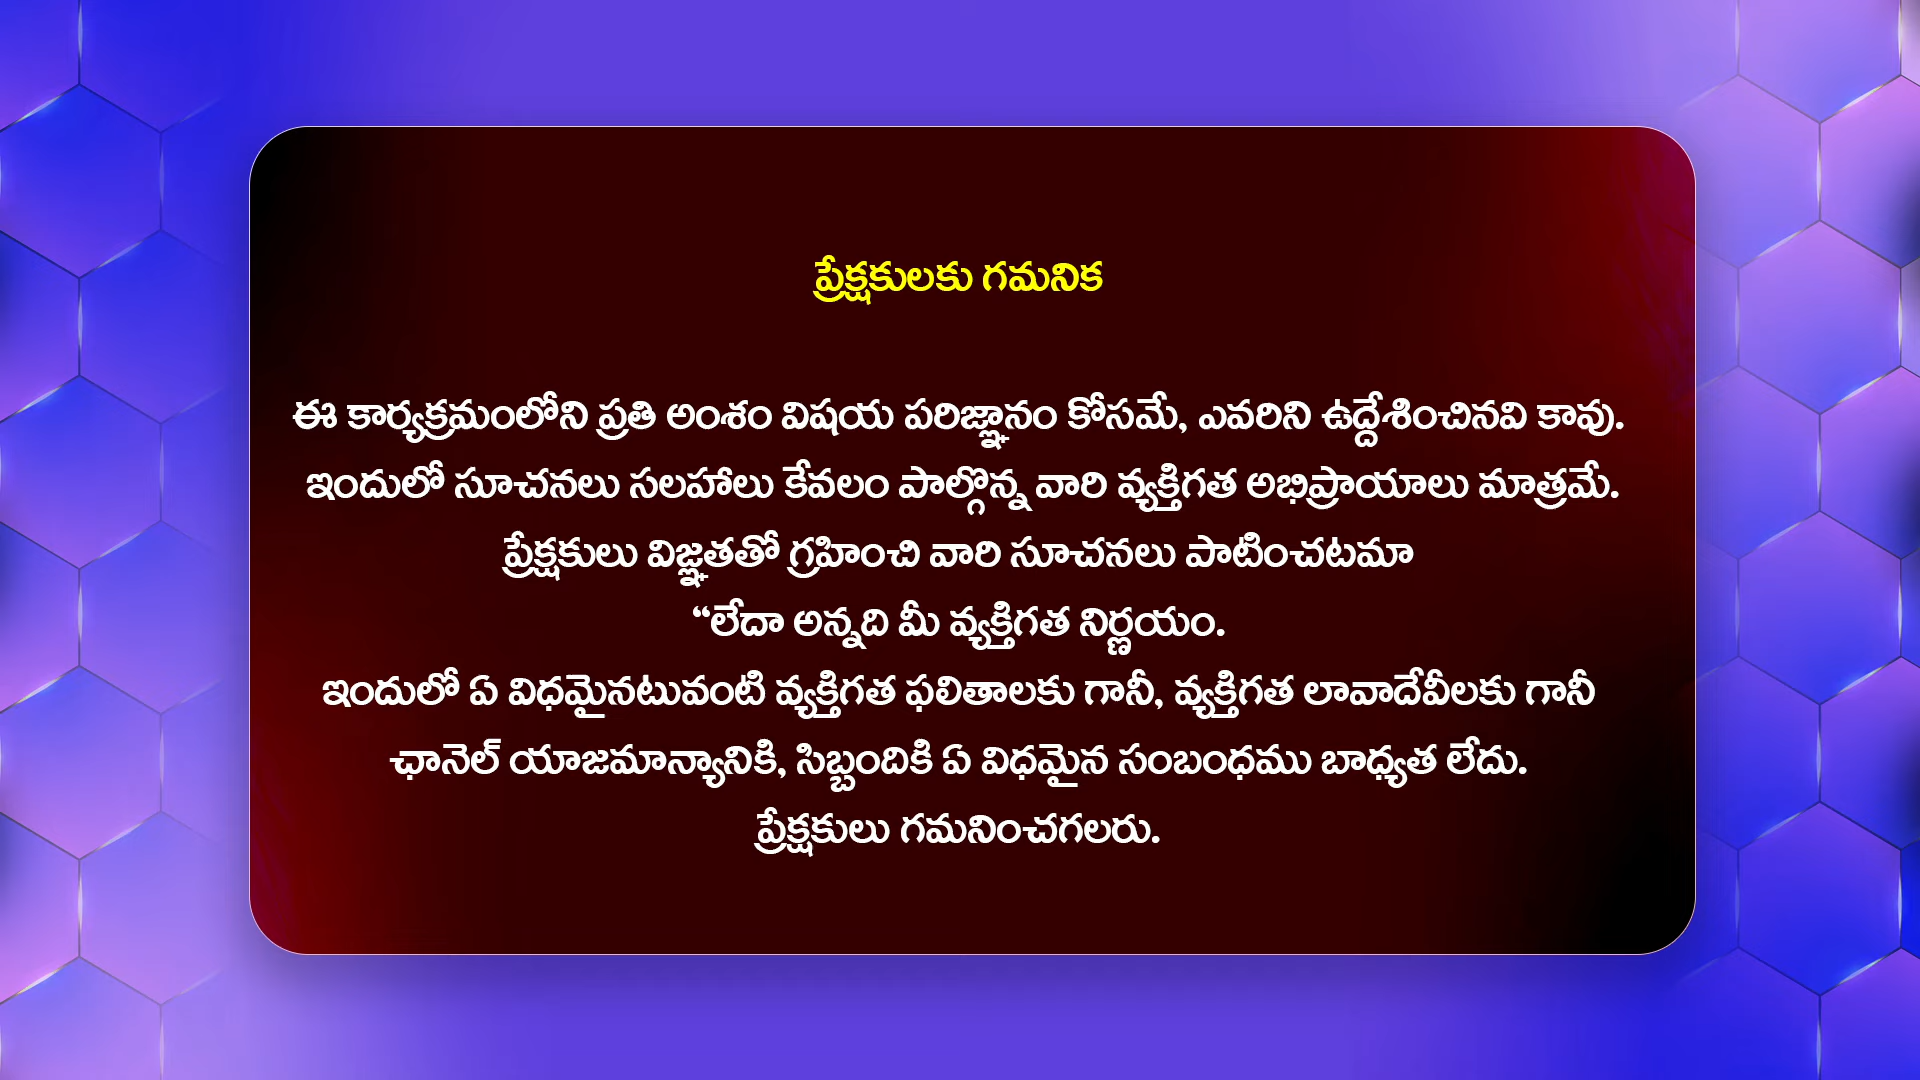 ప్రేక్షకులకు గమనిక
ఈ కార్యక్రమంలోని ప్రతి అంశం విషయ పరిజ్ఞానం కోసమే, ఎవరిని ఉద్దేశించినవి కావు.
ఇందులో సూచనలు సలహాలు కేవలం పాల్గొన్న వారి వ్యక్తిగత అభిప్రాయాలు మాత్రమే.
ప్రేక్షకులు విజ్ఞతతో గ్రహించి వారి సూచనలు పాటించటమా
“లేదా అన్నది మీ వ్యక్తిగత నిర్ణయం.
ఇందులో ఏ విధమైనటువంటి వ్యక్తిగత ఫలితాలకు గానీ, వ్యక్తిగత లావాదేవీలకు గానీ
ఛానెల్ యాజమాన్యానికి, సిబ్బందికి ఏ విధమైన సంబంధము బాధ్యత లేదు.
ప్రేక్షకులు గమనించగలరు.